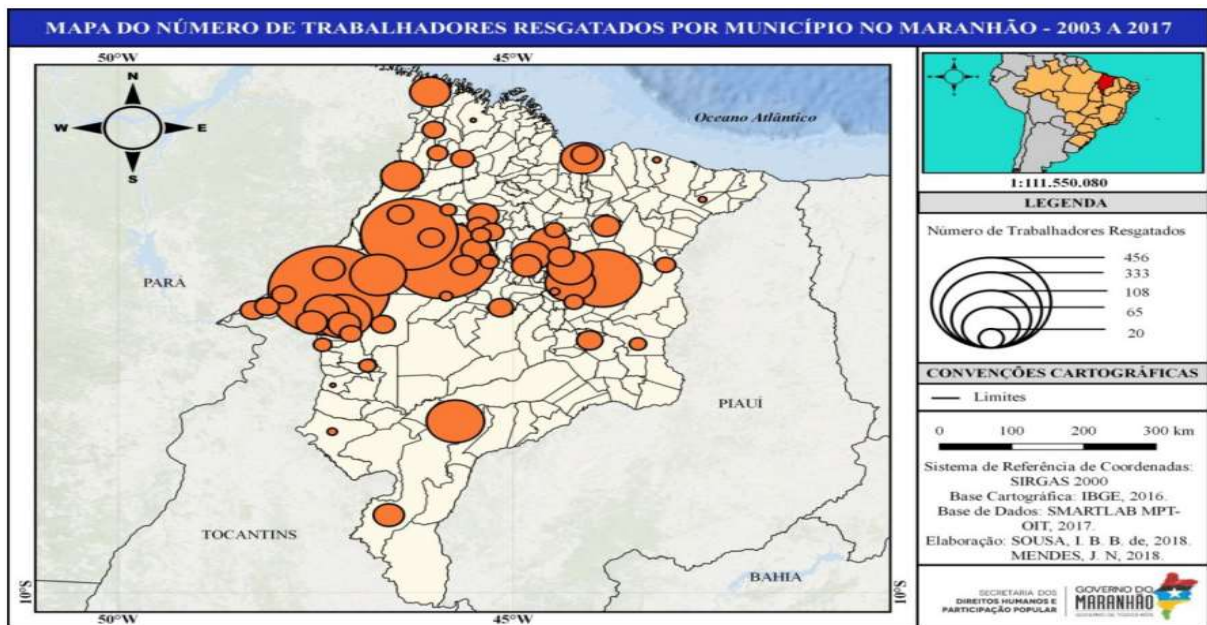 MAPA DO NÚMERO DE TRABALHADORES RESGATADOS POR MUNICÍPIO NO MARANHÃO - 2003 A 2017
50°W
45°W
N
W
E
S
Oceano Atlântico
PARÁ
PIAUÍ
TOCANTINS
BAHIA
10°S
10°S
50°W
45°W
1:111.550.080
LEGENDA
Número de Trabalhadores Resgatados
456
333
108
65
20
CONVENÇÕES CARTOGRÁFICAS
Limites
0 100 200 300 km
Sistema de Referência de Coordenadas:
SIRGAS 2000
Base Cartográfica: IBGE, 2016.
Base de Dados: SMARTLAB MPT-
OIT, 2017.
Elaboração: SOUSA, I. B. B. de, 2018.
MENDES, J. N, 2018.
SECRETARIA DOS
DIREITOS HUMANOS E
PARTICIPAÇÃO POPULAR
GOVERNO DO
MARANHÃO